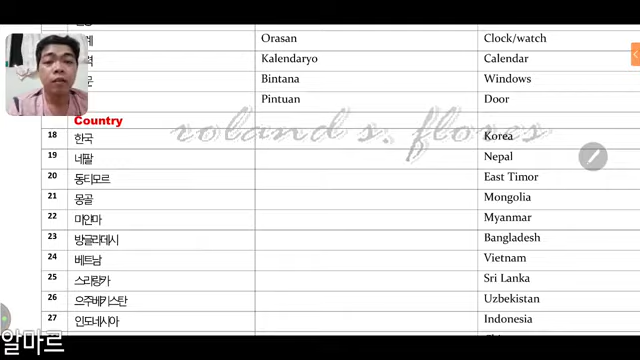 Orasan Clock/watch
Kalendaryo Calendar
Bintana Windows
Pintuan Door
Country
roland s. flores
18 한국 Korea
19 네팔 Nepal
20 동티모르 East Timor
21 몽골 Mongolia
22 미얀마 Myanmar
23 방글라데시 Bangladesh
24 베트남 Vietnam
25 스리랑카 Sri Lanka
26 으주베키스탄 Uzbekistan
27 인도네시아 Indonesia
알마르